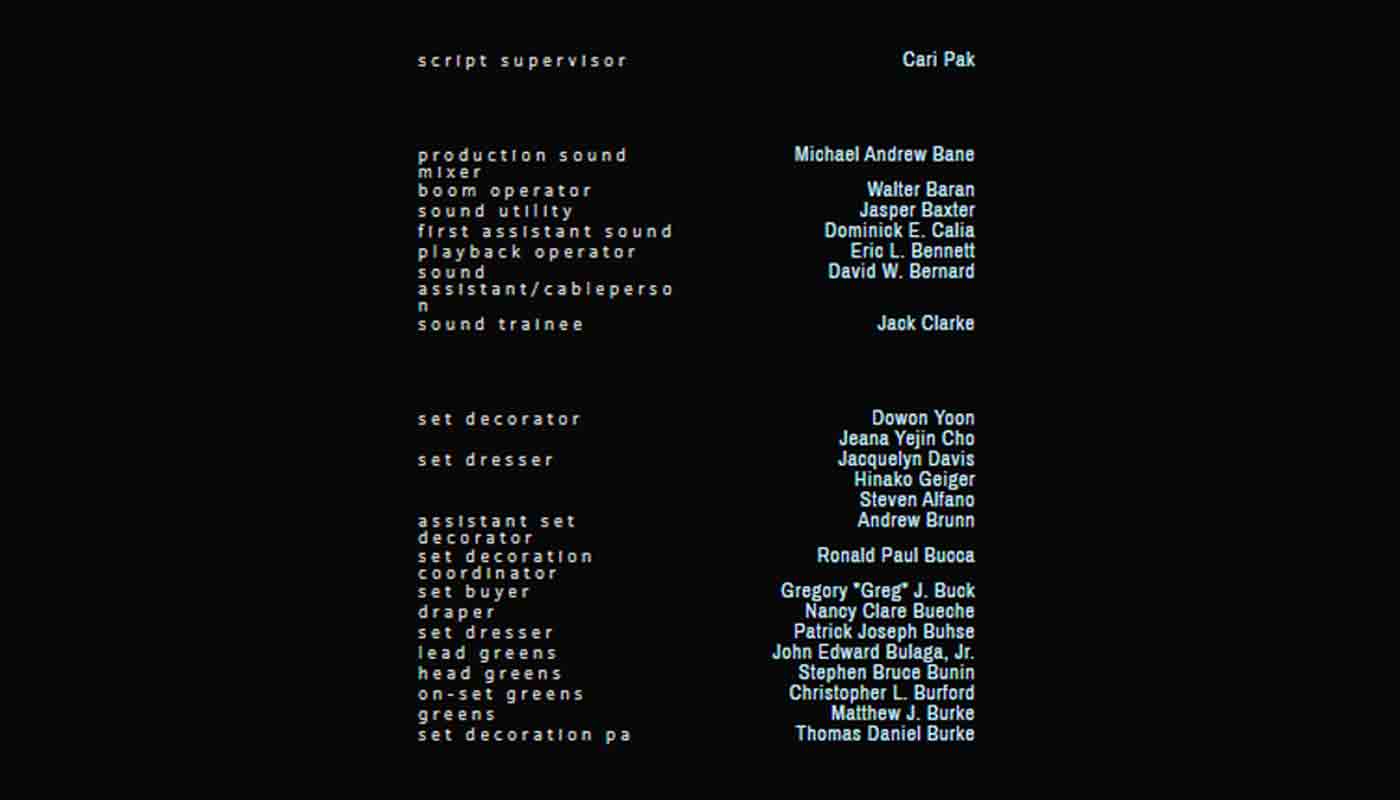 script supervisor Cari Pak
production sound Michael Andrew Bane
mixer
boom operator Walter Baran
sound utility Jasper Baxter
first assistant sound Dominick E. Calia
playback operator Eric L. Bennett
sound David W. Bernard
assistant/cableperso
n
sound trainee Jack Clarke
set decorator Dowon Yoon
Jeana Yejin Cho
set dresser Jacquelyn Davis
Hinako Geiger
Steven Alfano
assistant set Andrew Brunn
decorator
set decoration Ronald Paul Bucca
coordinator
set buyer Gregory "Greg" J. Buck
draper Nancy Clare Bueche
set dresser Patrick Joseph Buhse
lead greens John Edward Bulaga, Jr.
head greens Stephen Bruce Bunin
on-set greens Christopher L. Burford
greens Matthew J. Burke
set decoration pa Thomas Daniel Burke